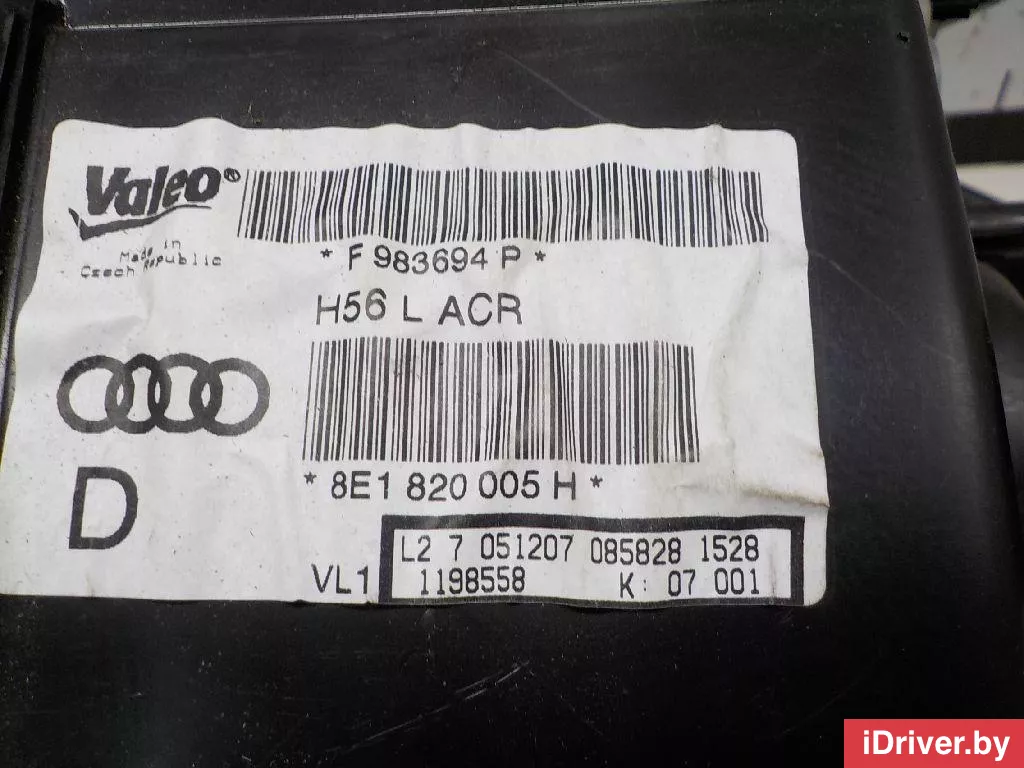 Valeo®
Made in
Czech Republic
* F 983694 P *
H56 L ACR
* 8E1 820 005 H *
D
VL1
L2 7 051207 085828 1528
1198558 K: 07 001
iDriver.by